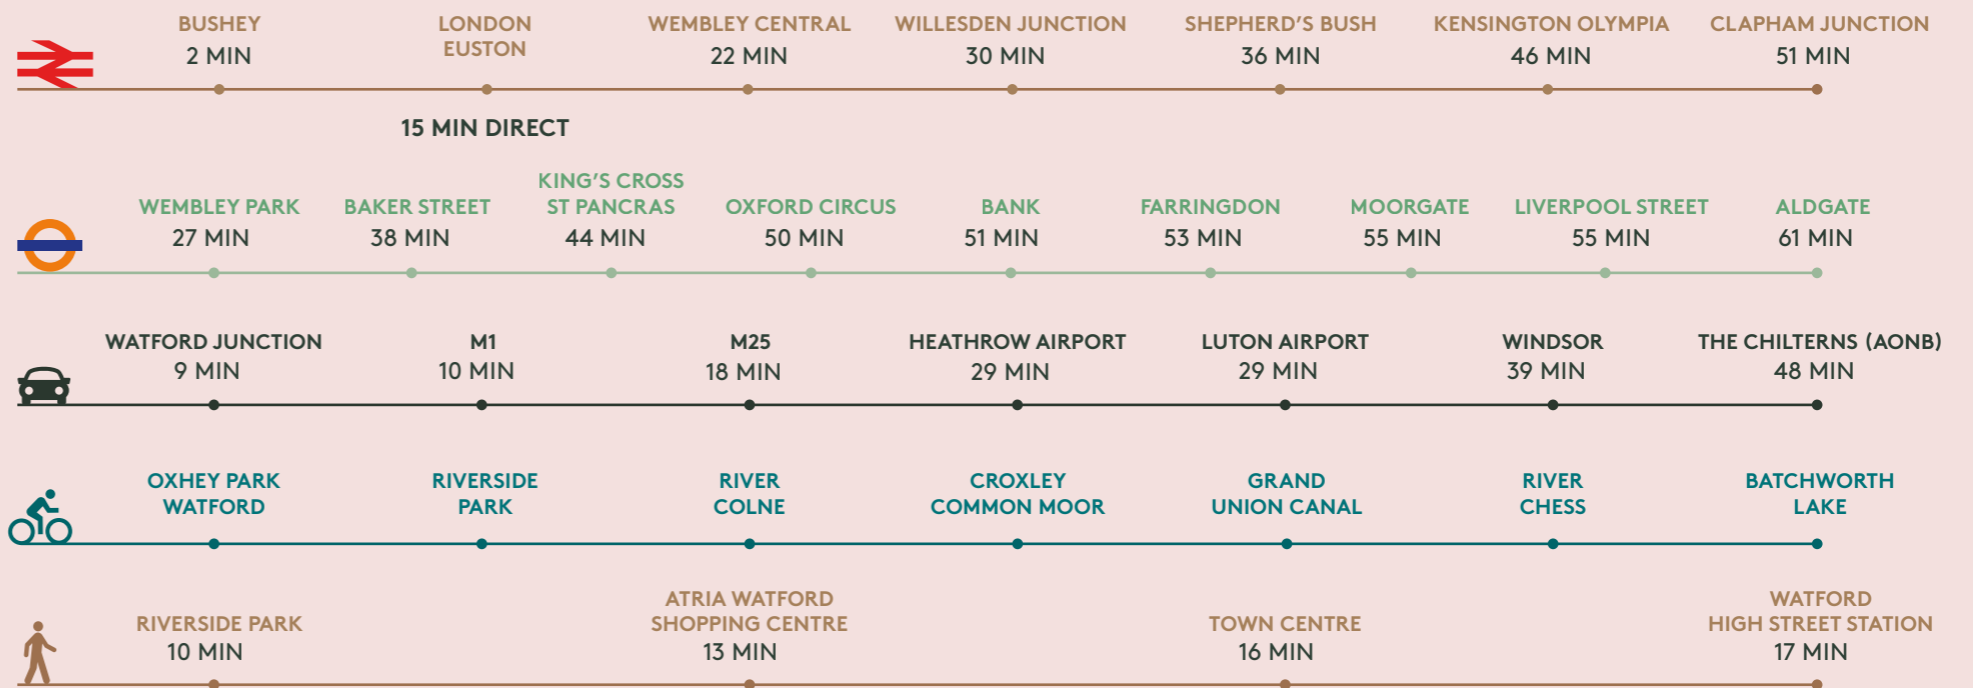 BUSHEY
2 MIN
LONDON
EUSTON
15 MIN DIRECT
WEMBLEY CENTRAL
22 MIN
WILLESDEN JUNCTION
30 MIN
SHEPHERD'S BUSH
36 MIN
KENSINGTON OLYMPIA
46 MIN
CLAPHAM JUNCTION
51 MIN
WEMBLEY PARK
27 MIN
BAKER STREET
38 MIN
KING'S CROSS
ST PANCRAS
44 MIN
OXFORD CIRCUS
50 MIN
BANK
51 MIN
FARRINGDON
53 MIN
MOORGATE
55 MIN
LIVERPOOL STREET
55 MIN
ALDGATE
61 MIN
WATFORD JUNCTION
9 MIN
M1
10 MIN
M25
18 MIN
HEATHROW AIRPORT
29 MIN
LUTON AIRPORT
29 MIN
WINDSOR
39 MIN
THE CHILTERNS (AONB)
48 MIN
OXHEY PARK
WATFORD
RIVERSIDE
PARK
RIVER
COLNE
CROXLEY
COMMON MOOR
GRAND
UNION CANAL
RIVER
CHESS
BATCHWORTH
LAKE
RIVERSIDE PARK
10 MIN
ATRIA WATFORD
SHOPPING CENTRE
13 MIN
TOWN CENTRE
16 MIN
WATFORD
HIGH STREET STATION
17 MIN